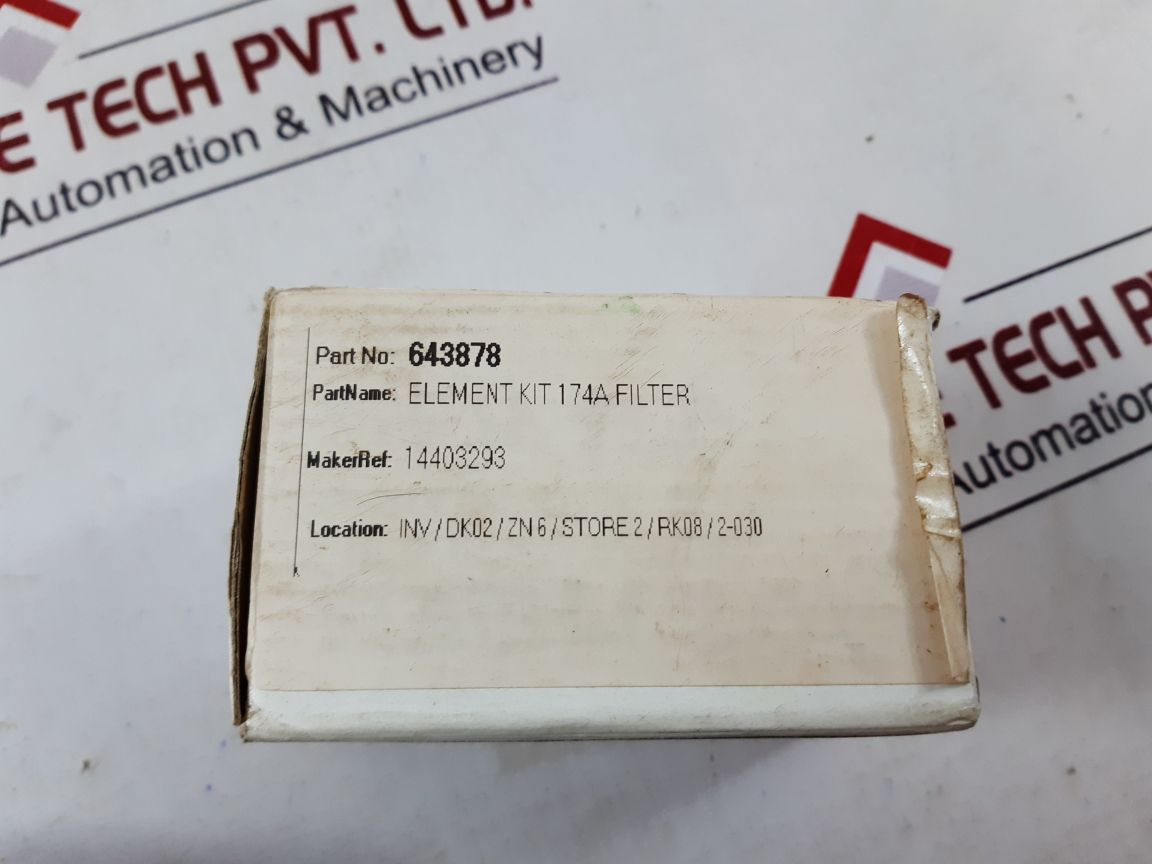 E TECH PVT. LTD.
Automation & Machinery
Part No: 643878
PartName: ELEMENT KIT 174A FILTER
MakerRef: 14403293
Location: INV / DK02 / ZN 6 / STORE 2 / RK08 / 2-030
E TECH
Automation